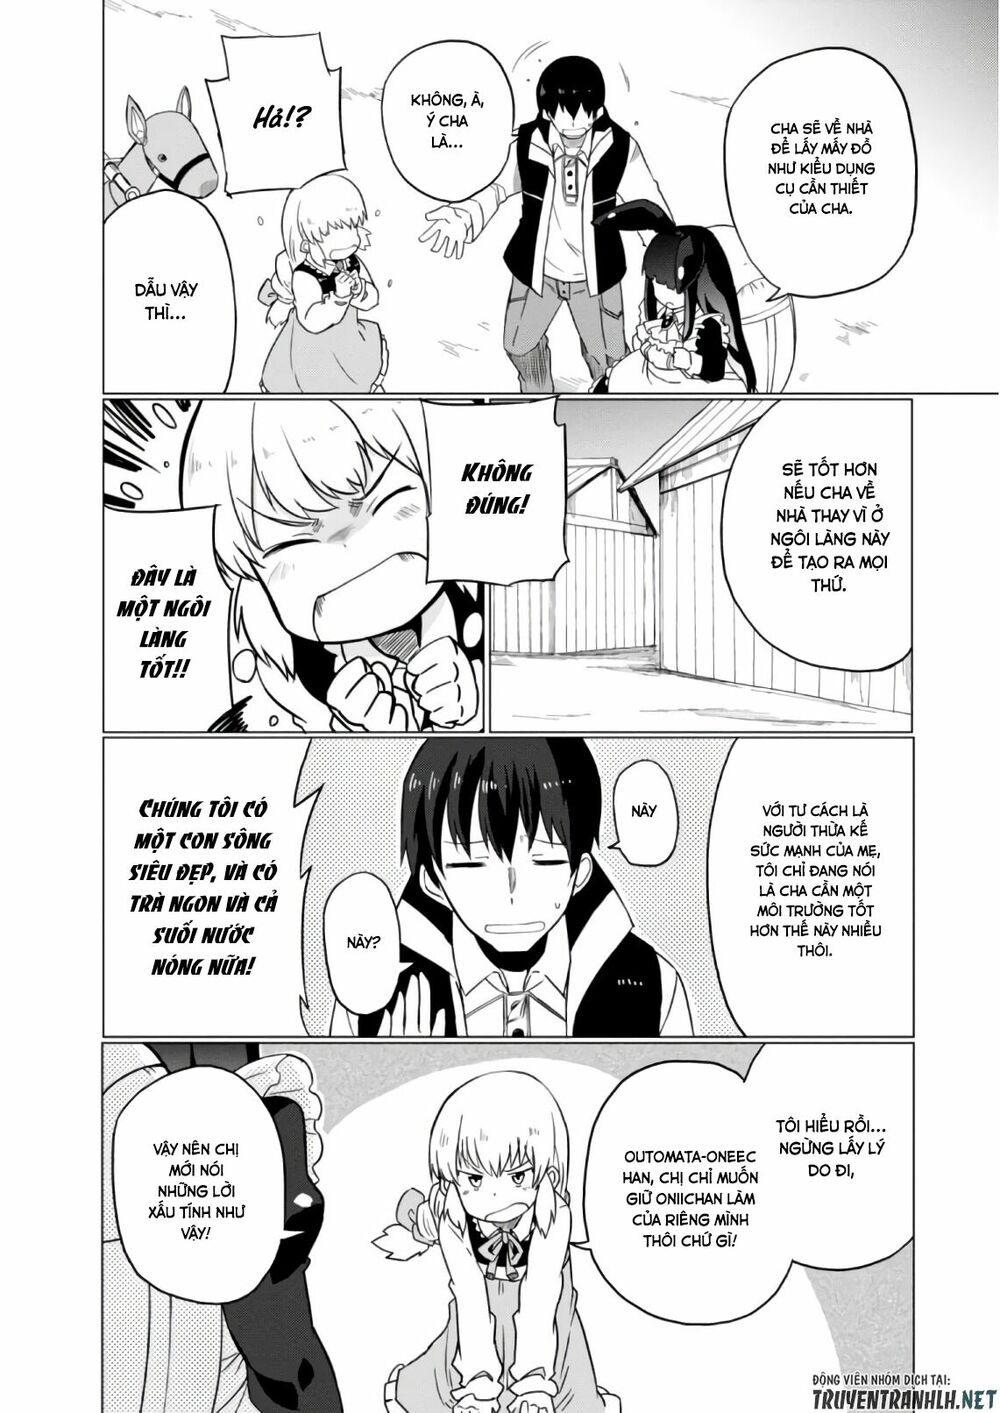 CHA SẼ VỀ NHÀ
ĐỂ LẤY MẤY ĐỒ
NHƯ KIỂU DỤNG
CỤ CẦN THIẾT
CỦA CHA.
KHÔNG, À,
Ý CHA
LÀ...
HẢ!?
DẪU VẬY
THÌ...
SẼ TỐT HƠN
NẾU CHA VỀ
NHÀ THAY VÌ Ở
NGÔI LÀNG NÀY
ĐỂ TẠO RA MỌI
THỨ.
KHÔNG
ĐÚNG!
ĐÂY LÀ
MỘT NGÔI
LÀNG
TỐT!!
VỚI TƯ CÁCH LÀ
NGƯỜI THỪA KẾ
SỨC MẠNH CỦA MẸ,
TÔI CHỈ ĐANG NÓI
LÀ CHA CẦN MỘT
MÔI TRƯỜNG TỐT
HƠN THẾ NÀY NHIỀU
THÔI.
NÀY
NÀY?
CHÚNG TÔI CÓ
MỘT CON SÔNG
SIÊU ĐẸP, VÀ CÓ
TRÀ NGON VÀ CẢ
SUỐI NƯỚC
NÓNG NỮA!
TÔI HIỂU RỒI...
NGỪNG LẤY LÝ
DO ĐI,
OUTOMATA-ONEEC
HAN, CHỊ CHỈ MUỐN
GIỮ ONIICHAN LÀM
CỦA RIÊNG MÌNH
THÔI CHỨ GÌ!
VẬY NÊN CHỊ
MỚI NÓI
NHỮNG LỜI
XẤU TÍNH NHƯ
VẬY!
ĐỘNG VIÊN NHÓM DỊCH TẠI:
TRUYENTRANHLH.NET